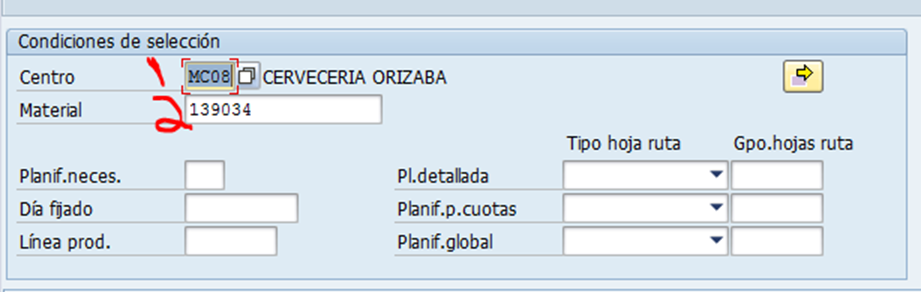 Condiciones de selección
Centro 1 MC08 CERVECERIA ORIZABA
Material 2 139034
Tipo hoja ruta Gpo.hojas ruta
Planif.neces. Pl.detallada
Día fijado Planif.p.cuotas
Línea prod. Planif.global